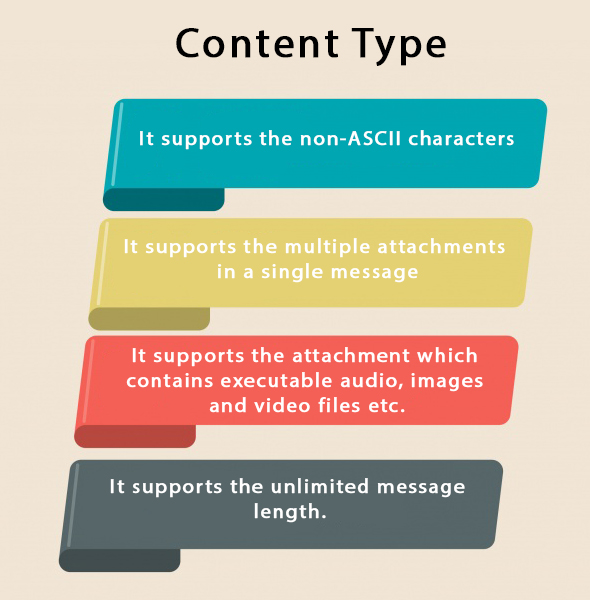 Content Type
It supports the non-ASCII characters
It supports the multiple attachments
in a single message
It supports the attachment which
contains executable audio, images
and video files etc.
It supports the unlimited message
length.